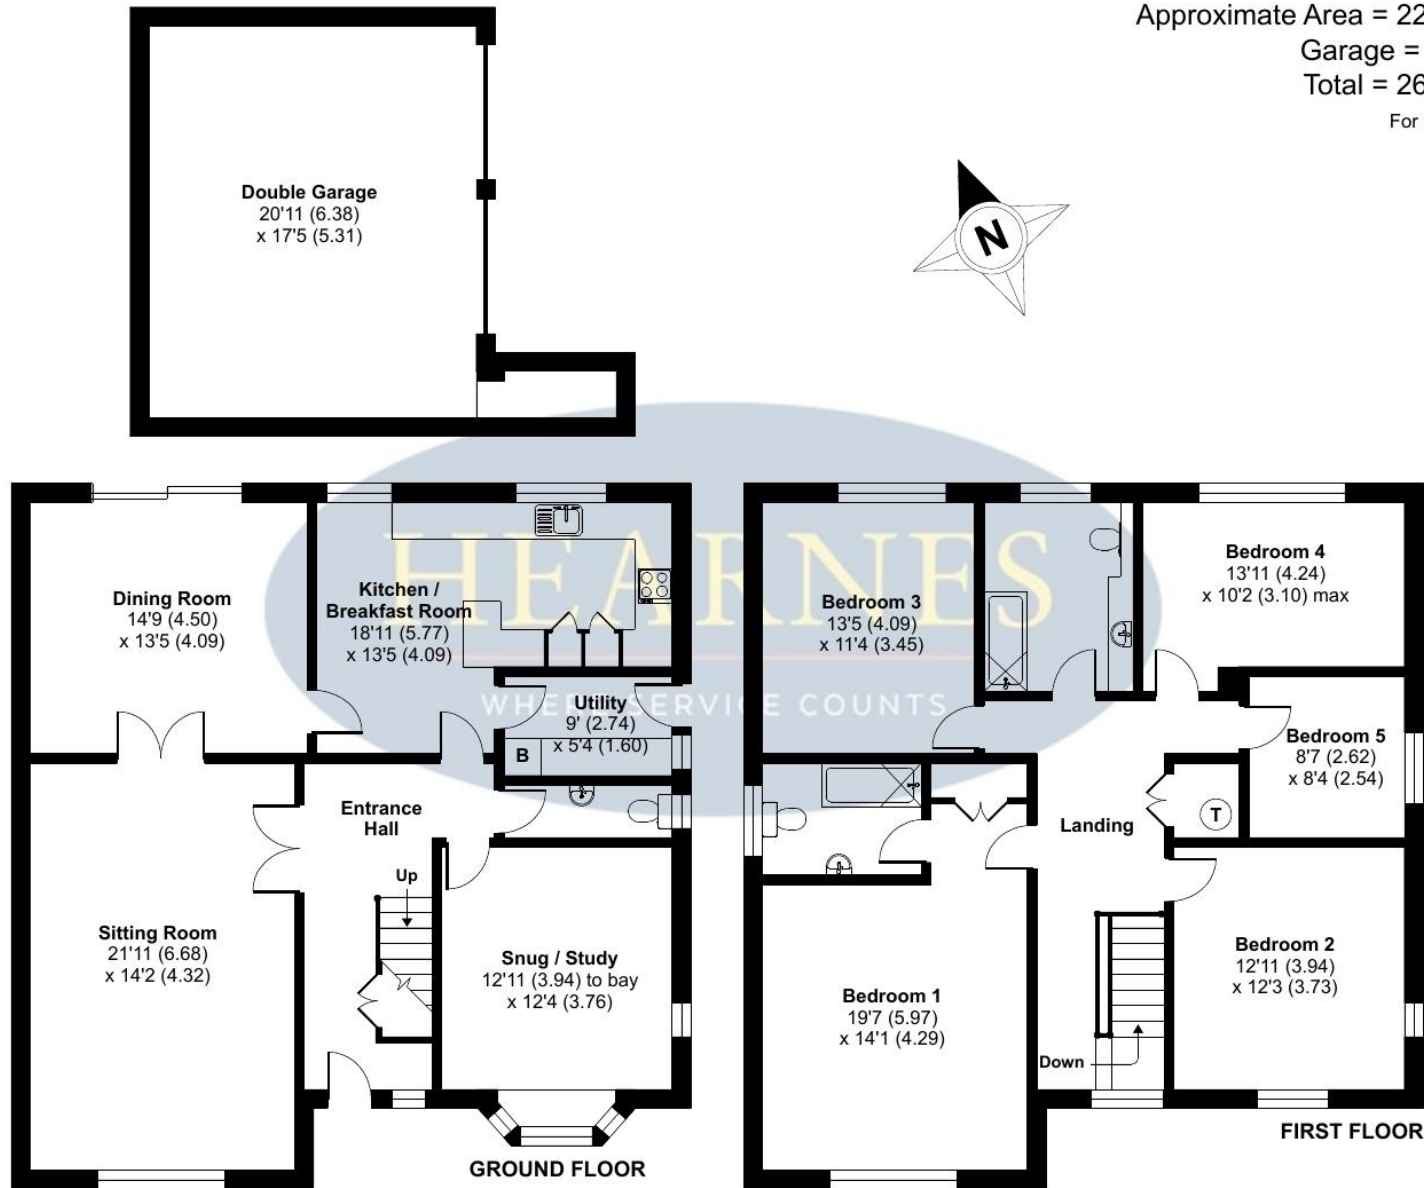 Approximate Area = 22
Garage =
Total = 26
For
N
Double Garage
20'11 (6.38)
x 17'5 (5.31)
HEARNES
WHERE SERVICE COUNTS
Dining Room
14'9 (4.50)
x 13'5 (4.09)
Kitchen /
Breakfast Room
18'11 (5.77)
x 13'5 (4.09)
Utility
9' (2.74)
x 5'4 (1.60)
B
Entrance
Hall
Up
Sitting Room
21'11 (6.68)
x 14'2 (4.32)
Snug / Study
12'11 (3.94) to bay
x 12'4 (3.76)
GROUND FLOOR
Bedroom 3
13'5 (4.09)
x 11'4 (3.45)
Bedroom 4
13'11 (4.24)
x 10'2 (3.10) max
Bedroom 5
8'7 (2.62)
x 8'4 (2.54)
Landing
T
Bedroom 2
12'11 (3.94)
x 12'3 (3.73)
Bedroom 1
19'7 (5.97)
x 14'1 (4.29)
Down
FIRST FLOOR